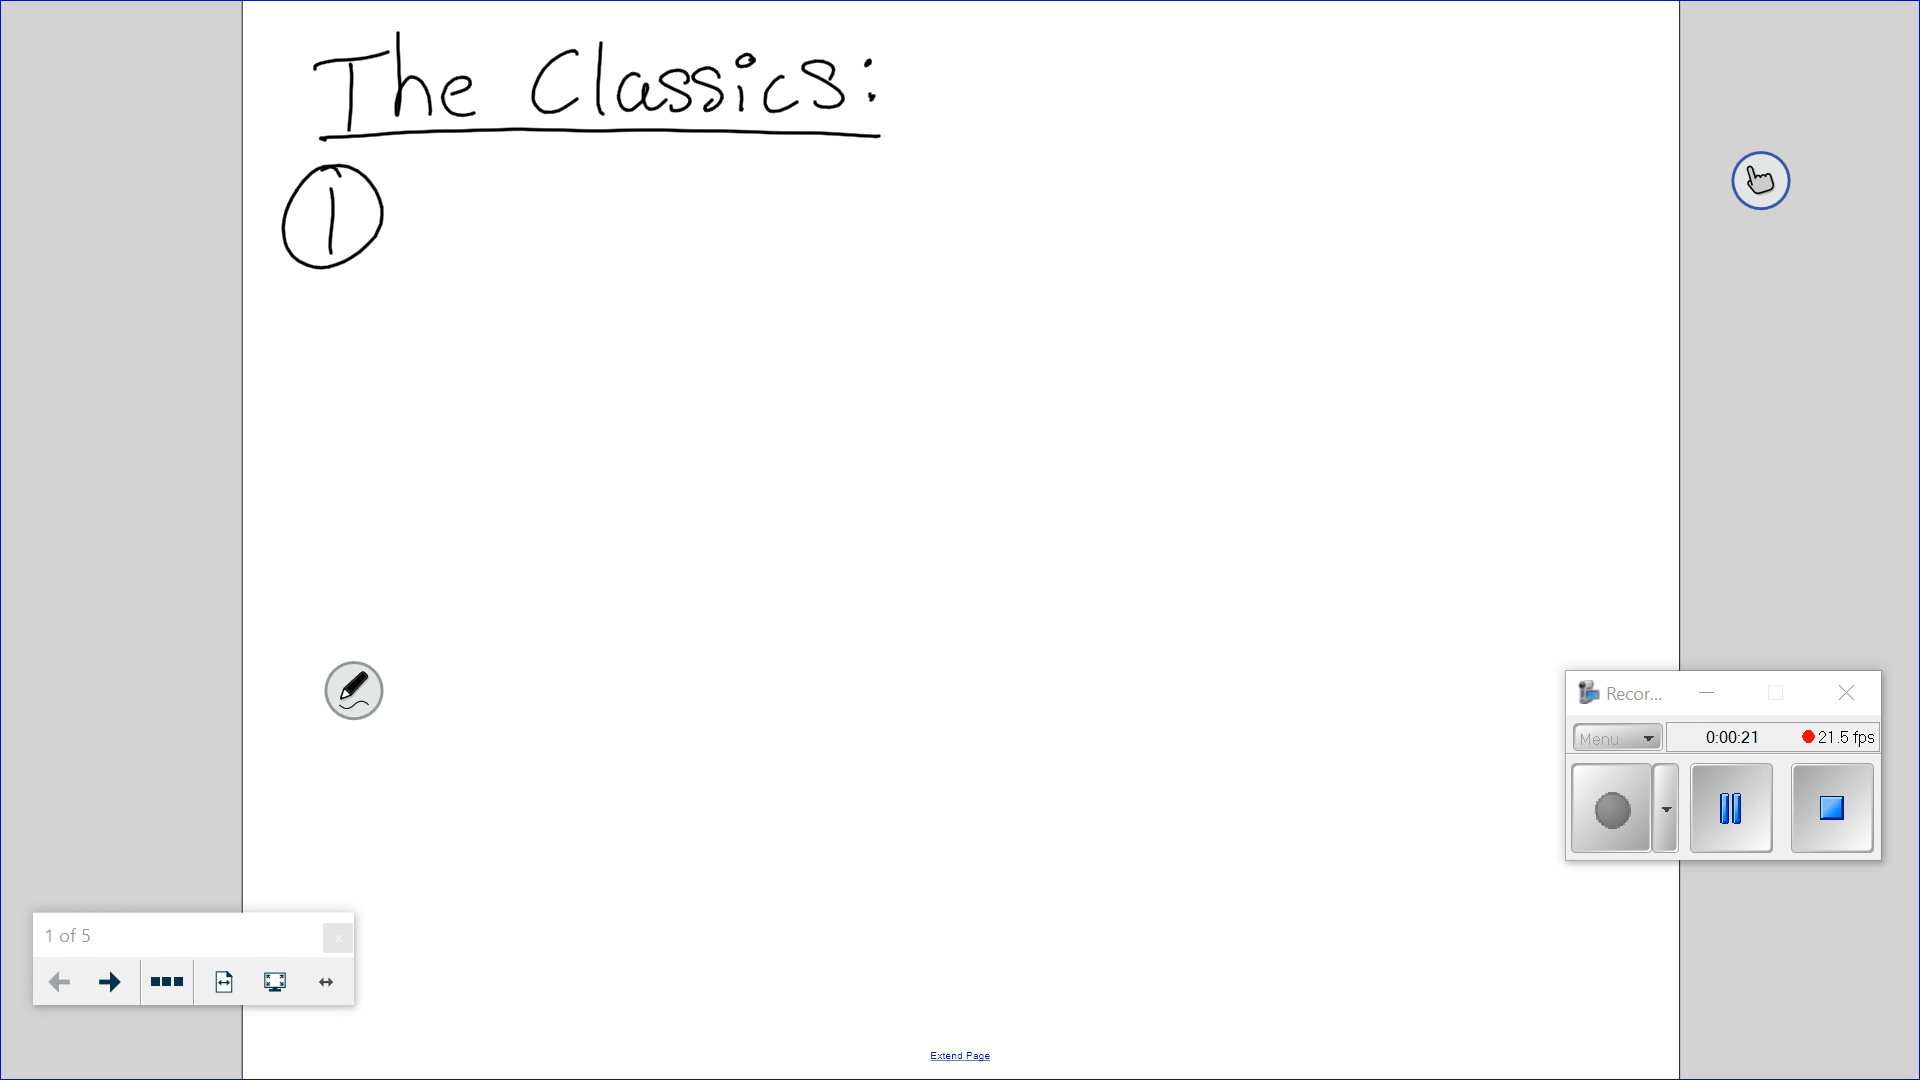 The Classics:
1
Recor...
Menu
0:00:21
21.5 fps
1 of 5
Extend Page